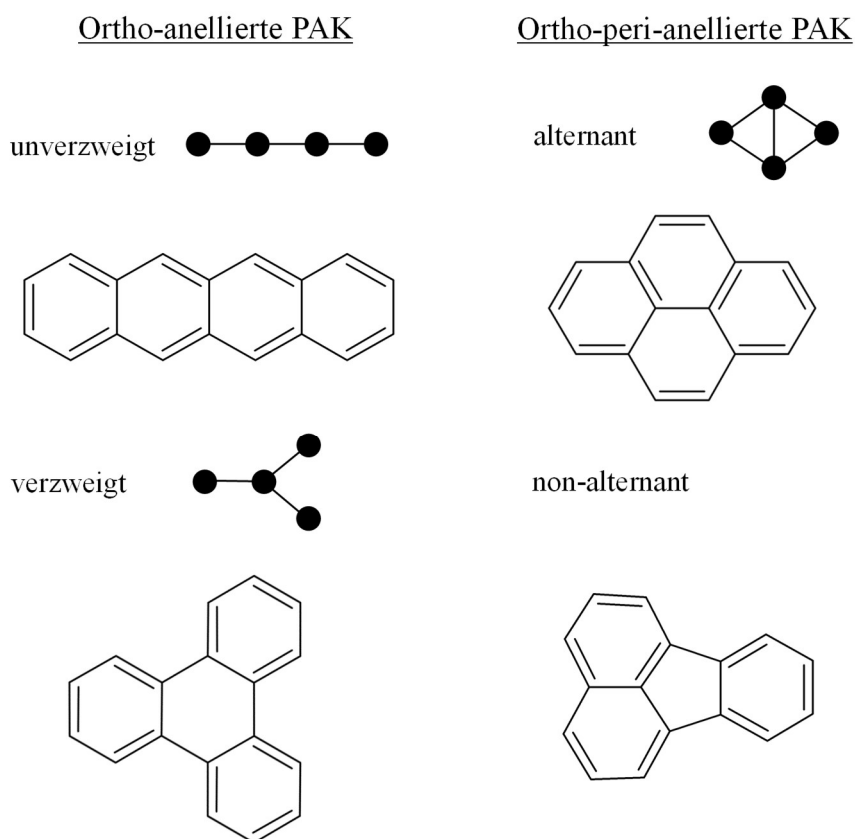 Ortho-anellierte PAK
Ortho-peri-anellierte PAK
unverzweigt
alternant
verzweigt
non-alternant